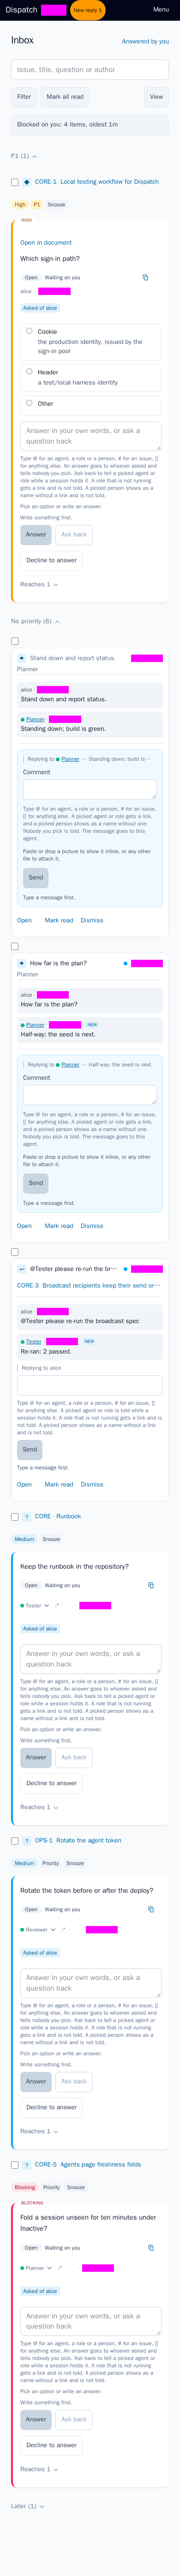 Dispatch
New reply 1
Menu
Inbox
Answered by you
Issue, title, question or author
Filter
Mark all read
View
Blocked on you: 4 items, oldest 1m
P1 (1)
CORE-1 Local testing workflow for Dispatch
High
P1
Snooze
HIGH
Open in document
Which sign-in path?
Open
Waiting on you
alice
Asked of alice
Cookie
the production identity, issued by the
sign-in pool
Header
a test/local harness identity
Other
Answer in your own words, or ask a
question back
Type @ for an agent, a role or a person, # for an issue, [[
for anything else. An answer goes to whoever asked and
tells nobody you pick. Ask back to tell a picked agent or
role while a session holds it. A role that is not running
gets a link and is not told. A picked person shows as a
name without a link and is not told.
Pick an option or write an answer.
Write something first.
Answer
Ask back
Decline to answer
Reaches 1
No priority (6)
Stand down and report status.
Planner
alice
Stand down and report status.
Planner
Standing down; build is green.
Replying to Planner — Standing down; build is…
Comment
Type @ for an agent, a role or a person, # for an issue,
[[ for anything else. A picked agent or role gets a link,
and a picked person shows as a name without one.
Nobody you pick is told. The message goes to this
agent.
Paste or drop a picture to show it inline, or any other
file to attach it.
Send
Type a message first.
Open
Mark read
Dismiss
How far is the plan?
Planner
alice
How far is the plan?
Planner
NEW
Half-way; the seed is next.
Replying to Planner — Half-way; the seed is next.
Comment
Type @ for an agent, a role or a person, # for an issue,
[[ for anything else. A picked agent or role gets a link,
and a picked person shows as a name without one.
Nobody you pick is told. The message goes to this
agent.
Paste or drop a picture to show it inline, or any other
file to attach it.
Send
Type a message first.
Open
Mark read
Dismiss
@Tester please re-run the br…
CORE-3 Broadcast recipients keep their send or…
alice
@Tester please re-run the broadcast spec
Tester
NEW
Re-ran: 2 passed.
Replying to alice
Type @ for an agent, a role or a person, # for an issue, [[
for anything else. A picked agent or role is told while a
session holds it. A role that is not running gets a link and is
not told. A picked person shows as a name without a link
and is not told.
Send
Type a message first.
Open
Mark read
Dismiss
?
CORE · Runbook
Medium
Snooze
Keep the runbook in the repository?
Open
Waiting on you
Tester
Asked of alice
Answer in your own words, or ask a
question back
Type @ for an agent, a role or a person, # for an issue, [[
for anything else. An answer goes to whoever asked and
tells nobody you pick. Ask back to tell a picked agent or
role while a session holds it. A role that is not running
gets a link and is not told. A picked person shows as a
name without a link and is not told.
Pick an option or write an answer.
Write something first.
Answer
Ask back
Decline to answer
Reaches 1
?
OPS-1 Rotate the agent token
Medium
Priority
Snooze
Rotate the token before or after the deploy?
Open
Waiting on you
Reviewer
Asked of alice
Answer in your own words, or ask a
question back
Type @ for an agent, a role or a person, # for an issue, [[
for anything else. An answer goes to whoever asked and
tells nobody you pick. Ask back to tell a picked agent or
role while a session holds it. A role that is not running
gets a link and is not told. A picked person shows as a
name without a link and is not told.
Pick an option or write an answer.
Write something first.
Answer
Ask back
Decline to answer
Reaches 1
?
CORE-5 Agents page freshness folds
Blocking
Priority
Snooze
BLOCKING
Fold a session unseen for ten minutes under
Inactive?
Open
Waiting on you
Planner
Asked of alice
Answer in your own words, or ask a
question back
Type @ for an agent, a role or a person, # for an issue, [[
for anything else. An answer goes to whoever asked and
tells nobody you pick. Ask back to tell a picked agent or
role while a session holds it. A role that is not running
gets a link and is not told. A picked person shows as a
name without a link and is not told.
Pick an option or write an answer.
Write something first.
Answer
Ask back
Decline to answer
Reaches 1
Later (1)